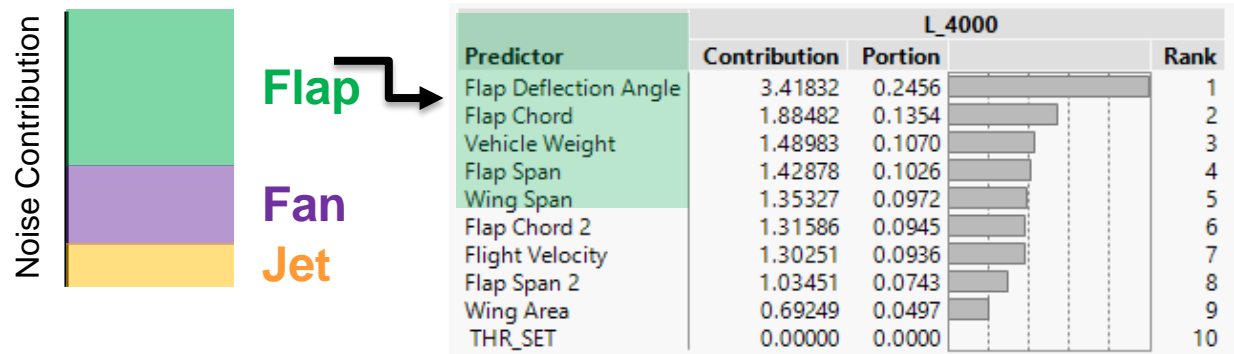 Noise Contribution
Flap
Fan
Jet
L_4000
Predictor Contribution Portion Rank
Flap Deflection Angle 3.41832 0.2456 1
Flap Chord 1.88482 0.1354 2
Vehicle Weight 1.48983 0.1070 3
Flap Span 1.42878 0.1026 4
Wing Span 1.35327 0.0972 5
Flap Chord 2 1.31586 0.0945 6
Flight Velocity 1.30251 0.0936 7
Flap Span 2 1.03451 0.0743 8
Wing Area 0.69249 0.0497 9
THR_SET 0.00000 0.0000 10